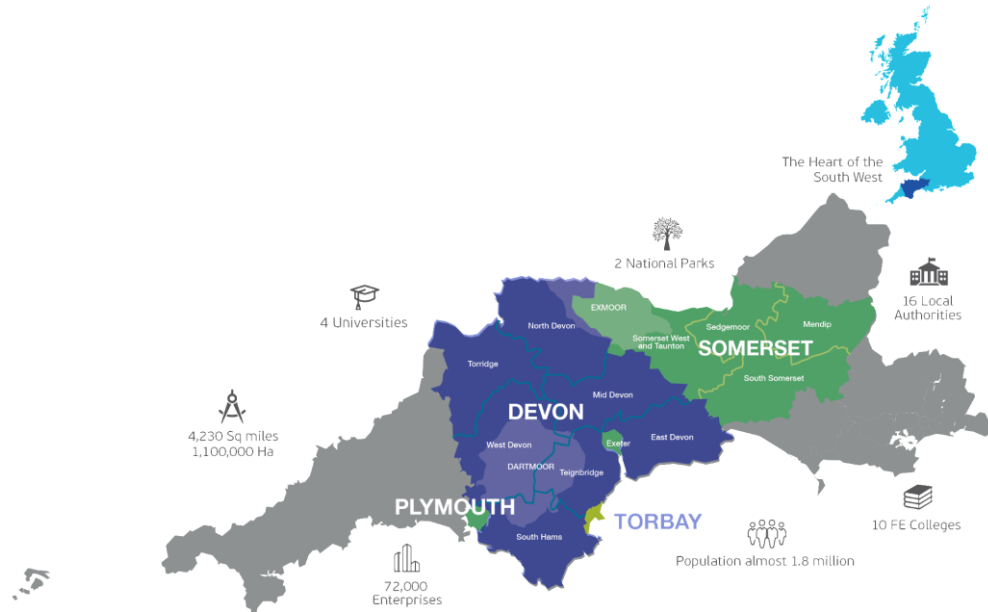 The Heart of the
South West
2 National Parks
16 Local
Authorities
4 Universities
EXMOOR
North Devon
Sedgemoor
Mendip
Somerset West
and Taunton
SOMERSET
Torridge
South Somerset
Mid Devon
DEVON
4,230 Sq miles
1,100,000 Ha
West Devon
Exeter
East Devon
DARTMOOR
Teignbridge
PLYMOUTH
TORBAY
10 FE Colleges
South Hams
Population almost 1.8 million
72,000
Enterprises